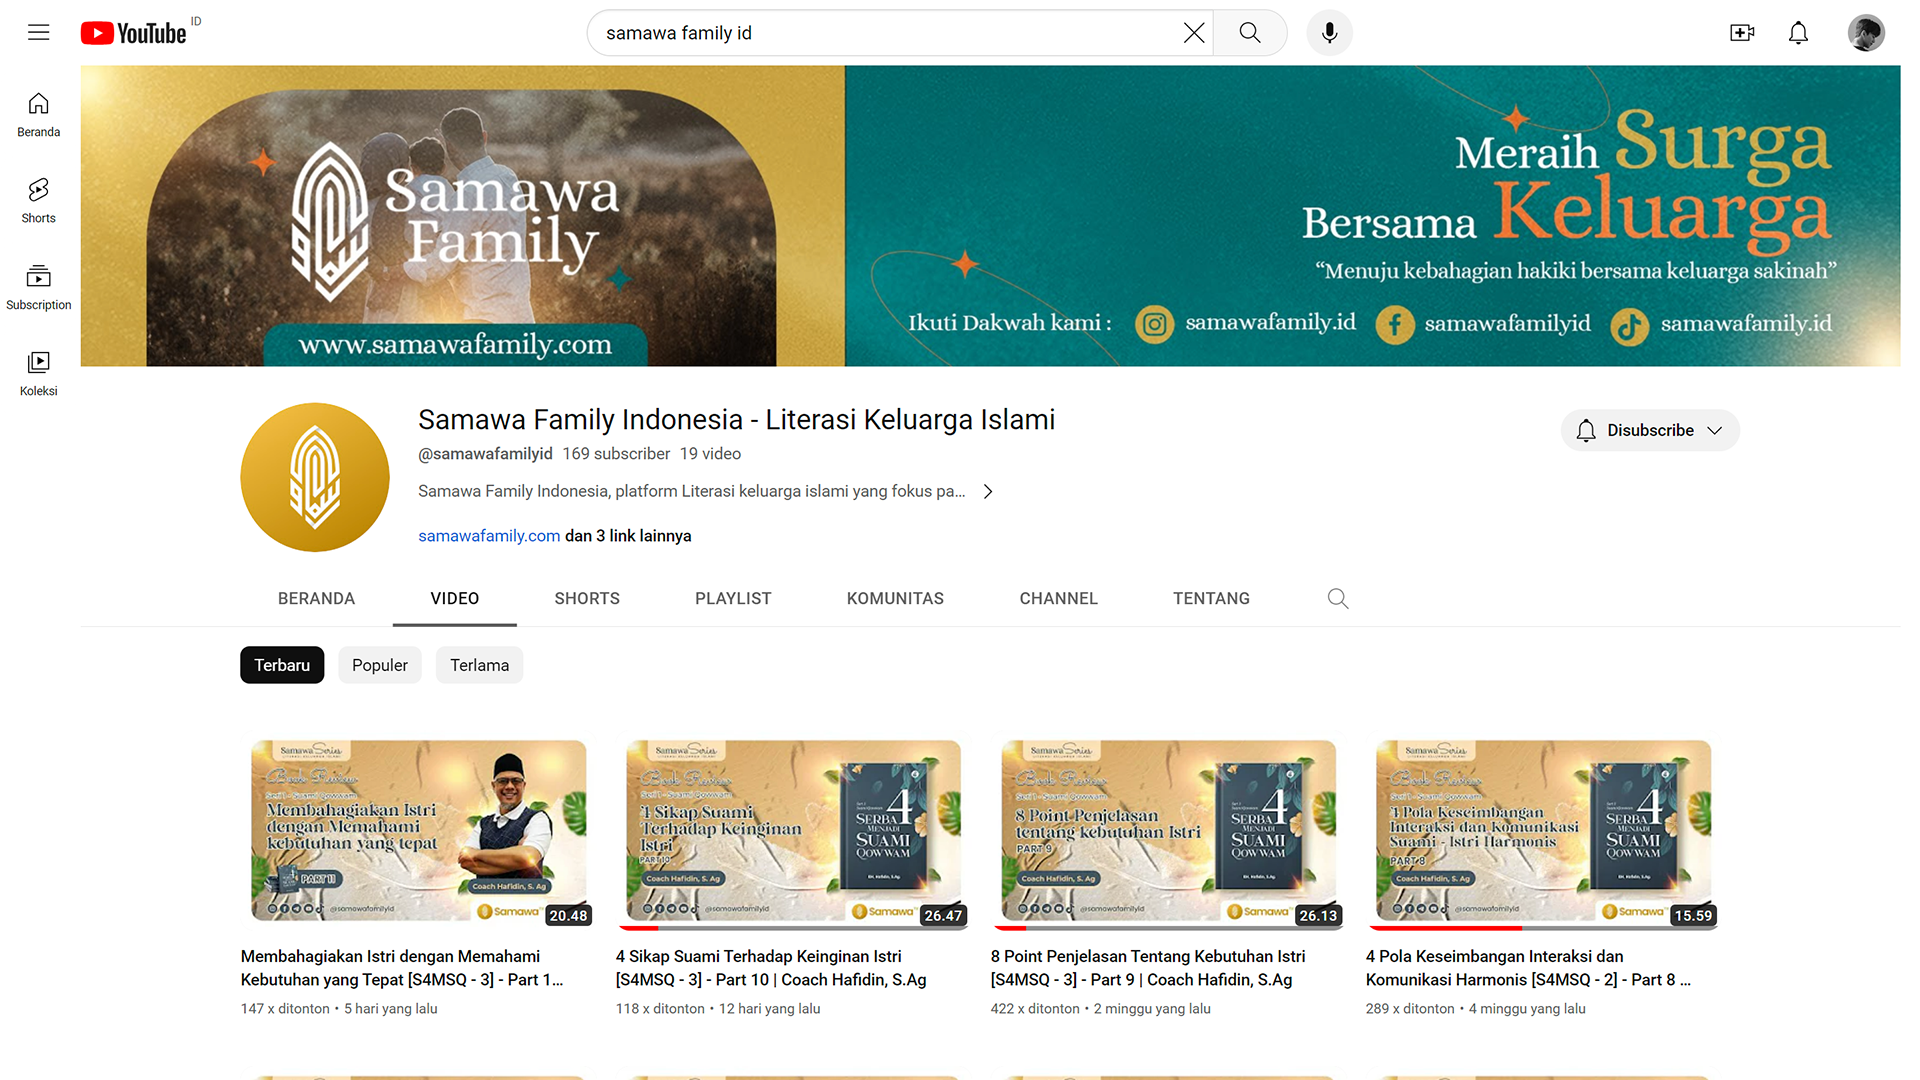 YouTube ID
samawa family id
Beranda
Shorts
Subscription
Koleksi
Samawa
Family
www.samawafamily.com
Meraih Surga
Bersama Keluarga
“Menuju kebahagian hakiki bersama keluarga sakinah”
Ikuti Dakwah kami : samawafamily.id samawafamilyid samawafamily.id
Samawa Family Indonesia - Literasi Keluarga Islami
@samawafamilyid 169 subscriber 19 video
Samawa Family Indonesia, platform Literasi keluarga islami yang fokus pa...
samawafamily.com dan 3 link lainnya
Disubscribe
BERANDA VIDEO SHORTS PLAYLIST KOMUNITAS CHANNEL TENTANG
Terbaru Populer Terlama
Samawa Series
LITERASI KELUARGA ISLAMI
Book Review
Seri 1 - Suami Qowwam
Membahagiakan Istri
dengan Memahami
kebutuhan yang tepat
PART 11
Coach Hafidin, S. Ag
@samawafamilyid
Samawa
20.48
Membahagiakan Istri dengan Memahami
Kebutuhan yang Tepat [S4MSQ - 3] - Part 1...
147 x ditonton • 5 hari yang lalu
Samawa Series
LITERASI KELUARGA ISLAMI
Book Review
Seri 1 - Suami Qowwam
4 Sikap Suami
Terhadap Keinginan
Istri
PART 10
Coach Hafidin, S. Ag
@samawafamilyid
4
SERBA
MENJADI
SUAMI
QOWWAM
Samawa
26.47
4 Sikap Suami Terhadap Keinginan Istri
[S4MSQ - 3] - Part 10 | Coach Hafidin, S.Ag
118 x ditonton • 12 hari yang lalu
Samawa Series
LITERASI KELUARGA ISLAMI
Book Review
Seri 1 - Suami Qowwam
8 Point Penjelasan
tentang kebutuhan Istri
PART 9
Coach Hafidin, S. Ag
@samawafamilyid
4
SERBA
MENJADI
SUAMI
QOWWAM
Samawa
26.13
8 Point Penjelasan Tentang Kebutuhan Istri
[S4MSQ - 3] - Part 9 | Coach Hafidin, S.Ag
422 x ditonton • 2 minggu yang lalu
Samawa Series
LITERASI KELUARGA ISLAMI
Book Review
Seri 1 - Suami Qowwam
4 Pola Keseimbangan
Interaksi dan Komunikasi
Suami - Istri Harmonis
PART 8
Coach Hafidin, S. Ag
@samawafamilyid
4
SERBA
MENJADI
SUAMI
QOWWAM
Samawa
15.59
4 Pola Keseimbangan Interaksi dan
Komunikasi Harmonis [S4MSQ - 2] - Part 8 ...
289 x ditonton • 4 minggu yang lalu